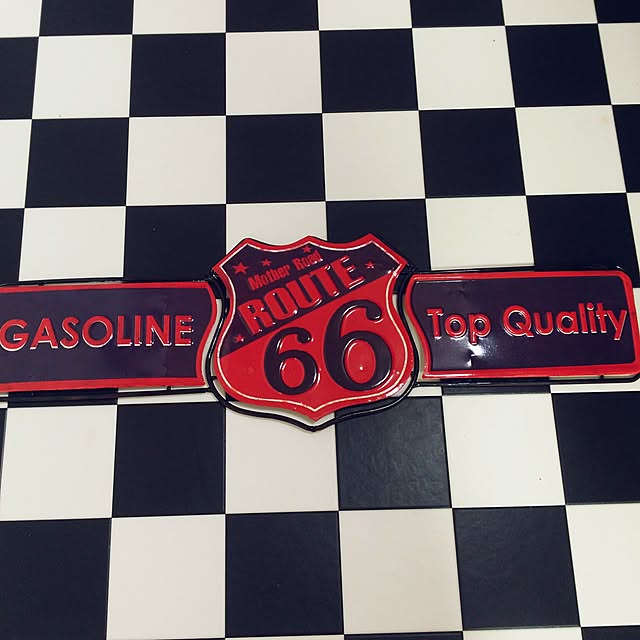 GASOLINE
Mother Road
ROUTE
66
Top Quality